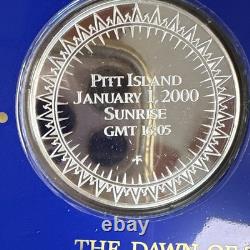 PITT ISLAND
JANUARY 1, 2000
SUNRISE
GMT 16:05
THE DAWN OF